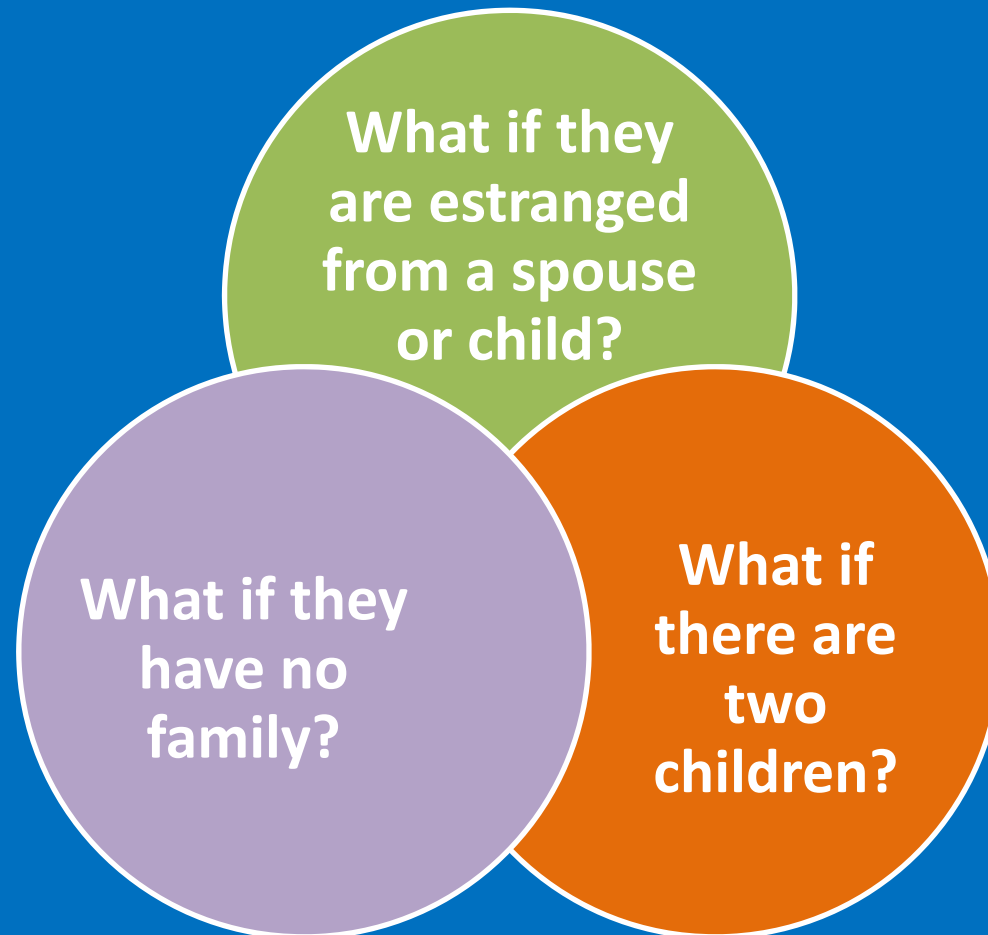 What if they
are estranged
from a spouse
or child?
What if they
have no
family?
What if
there are
two
children?